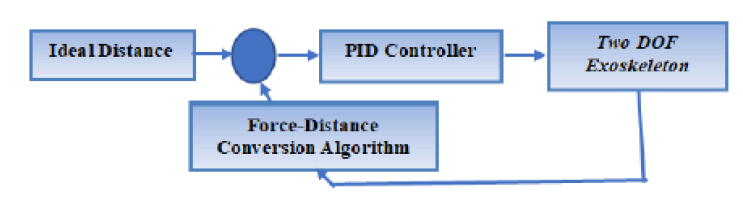 Ideal Distance
PID Controller
Two DOF
Exoskeleton
Force-Distance
Conversion Algorithm